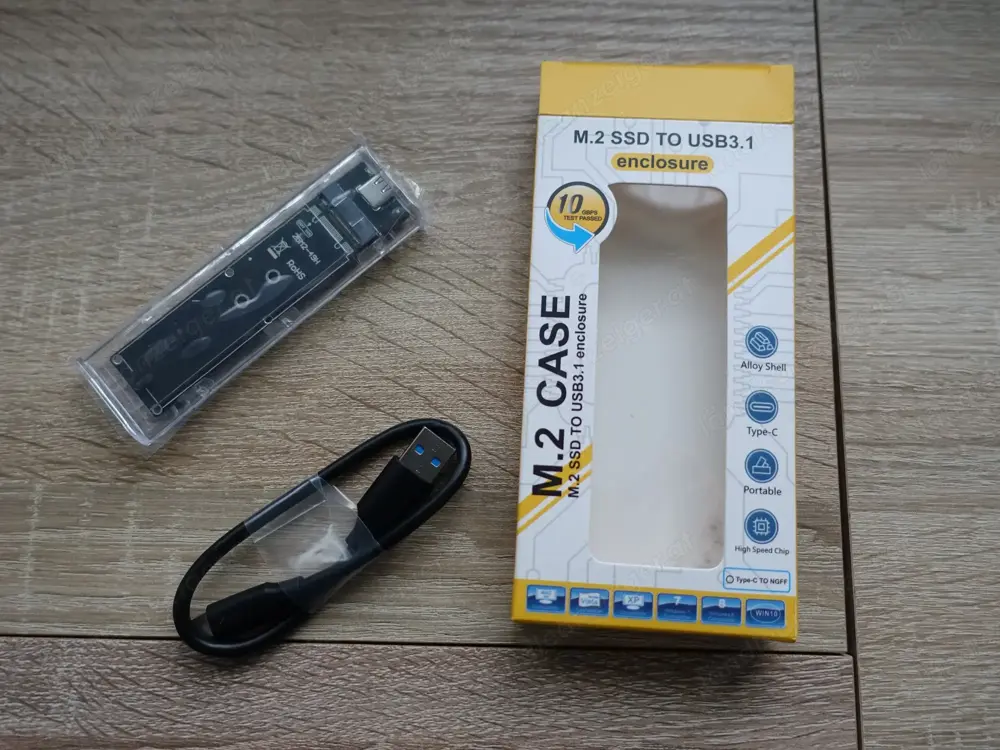 M.2 SSD TO USB3.1
enclosure
10 GBPS
TEST PASSED
M.2 CASE
M.2 SSD TO USB3.1 enclosure
Alloy Shell
Type-C
Portable
High Speed Chip
Type-C TO NGFF
Vista
XP
7
8
WIN10
RoHS